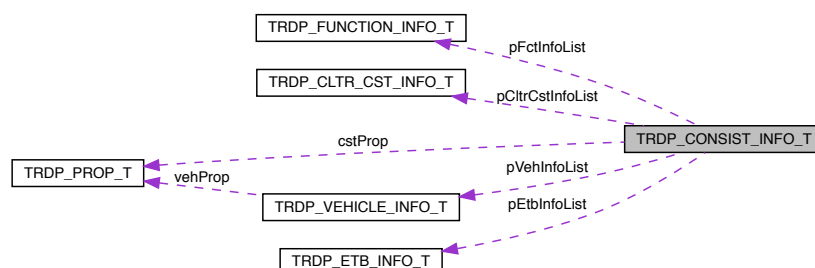 TRDP_FUNCTION_INFO_T
pFctInfoList
TRDP_CLTR_CST_INFO_T
pCltrCstInfoList
TRDP_CONSIST_INFO_T
cstProp
TRDP_PROP_T
vehProp
pVehInfoList
TRDP_VEHICLE_INFO_T
pEtbInfoList
TRDP_ETB_INFO_T